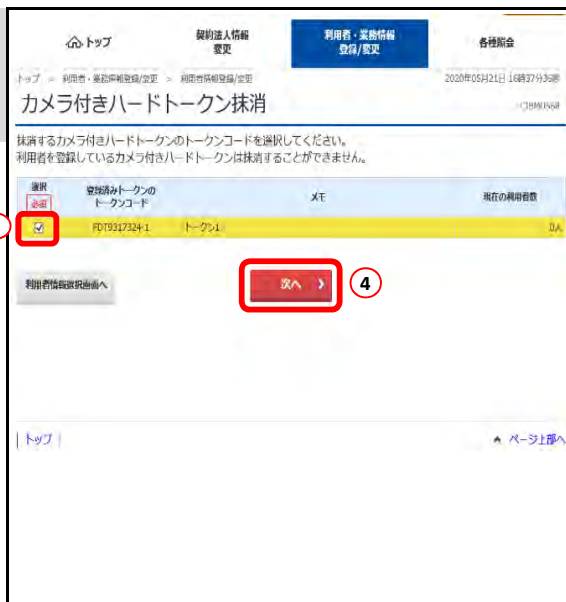 トップ
契約法人情報
変更
利用者・業務情報
登録/変更
各種照会
トップ > 利用者・業務情報登録/変更 > 利用者情報登録/変更
2020年05月21日 16時37分36秒
カメラ付きハードトークン抹消
抹消するカメラ付きハードトークンのトークンコードを選択してください。
利用者を登録しているカメラ付きハードトークンは抹消することができません。
選択
必須
登録済みトークンの
トークンコード
メモ
現在の利用者数
FDT9317324-1
トークン1
0人
利用者情報選択画面へ
次へ
④
トップ
ページ上部へ